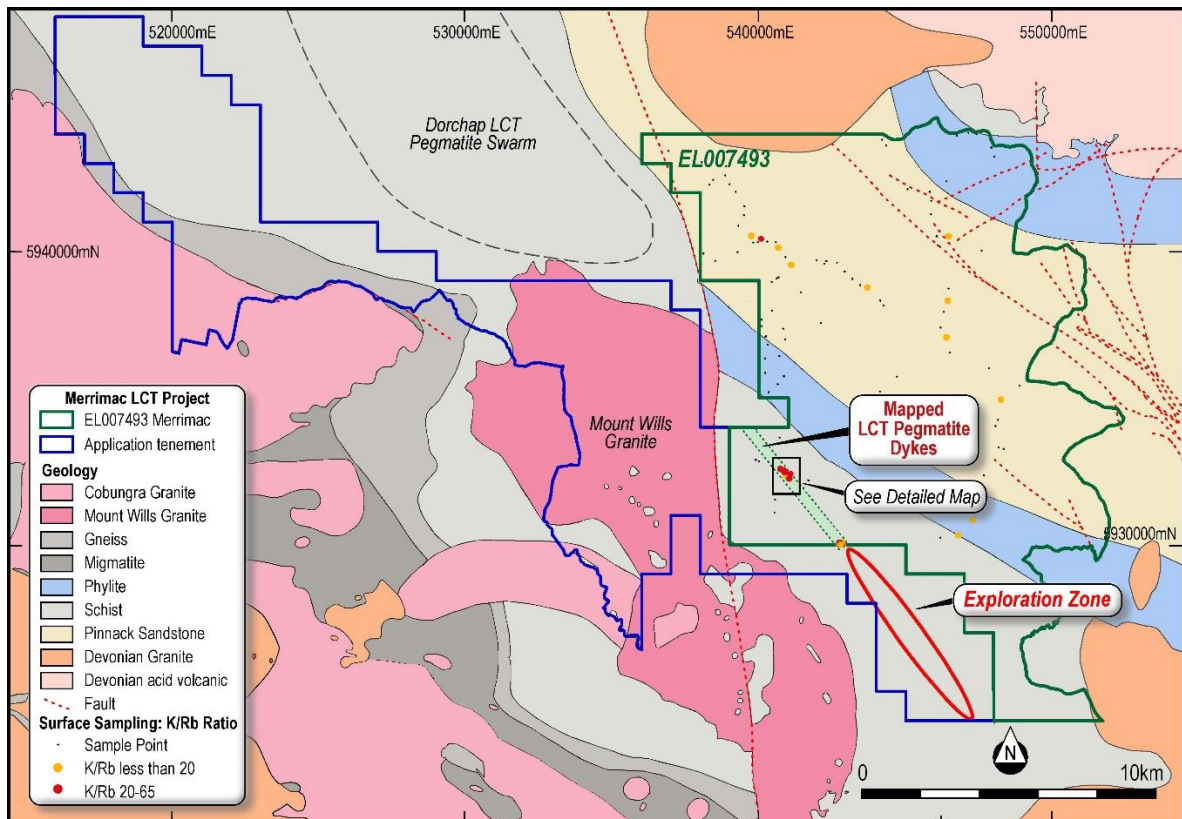 520000mE
530000mE
540000mE
550000mE
Dorchap LCT
Pegmatite Swarm
EL007493
5940000mN
Mount Wills
Granite
Mapped
LCT Pegmatite
Dykes
See Detailed Map
5930000mN
Exploration Zone
Merrimac LCT Project
EL007493 Merrimac
Application tenement
Geology
Cobungra Granite
Mount Wills Granite
Gneiss
Migmatite
Phylite
Schist
Pinnack Sandstone
Devonian Granite
Devonian acid volcanic
Fault
Surface Sampling: K/Rb Ratio
Sample Point
K/Rb less than 20
K/Rb 20-65
N
0 10km